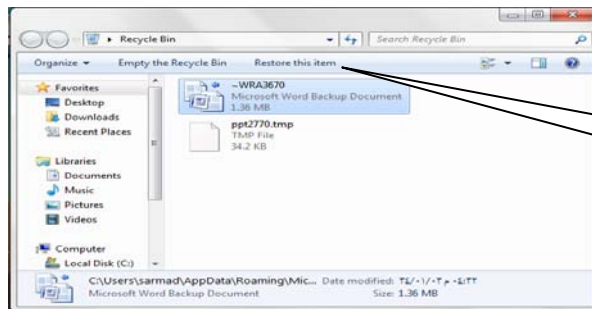 Recycle Bin
Search Recycle Bin
Organize
Empty the Recycle Bin
Restore this item
Favorites
Desktop
Downloads
Recent Places
Libraries
Documents
Music
Pictures
Videos
Computer
Local Disk (C:)
~WRA3670
Microsoft Word Backup Document
1.36 MB
ppt2770.tmp
TMP File
34.2 KB
C:\Users\sarmad\AppData\Roaming\Mic... Date modified:
Microsoft Word Backup Document Size: 1.36 MB